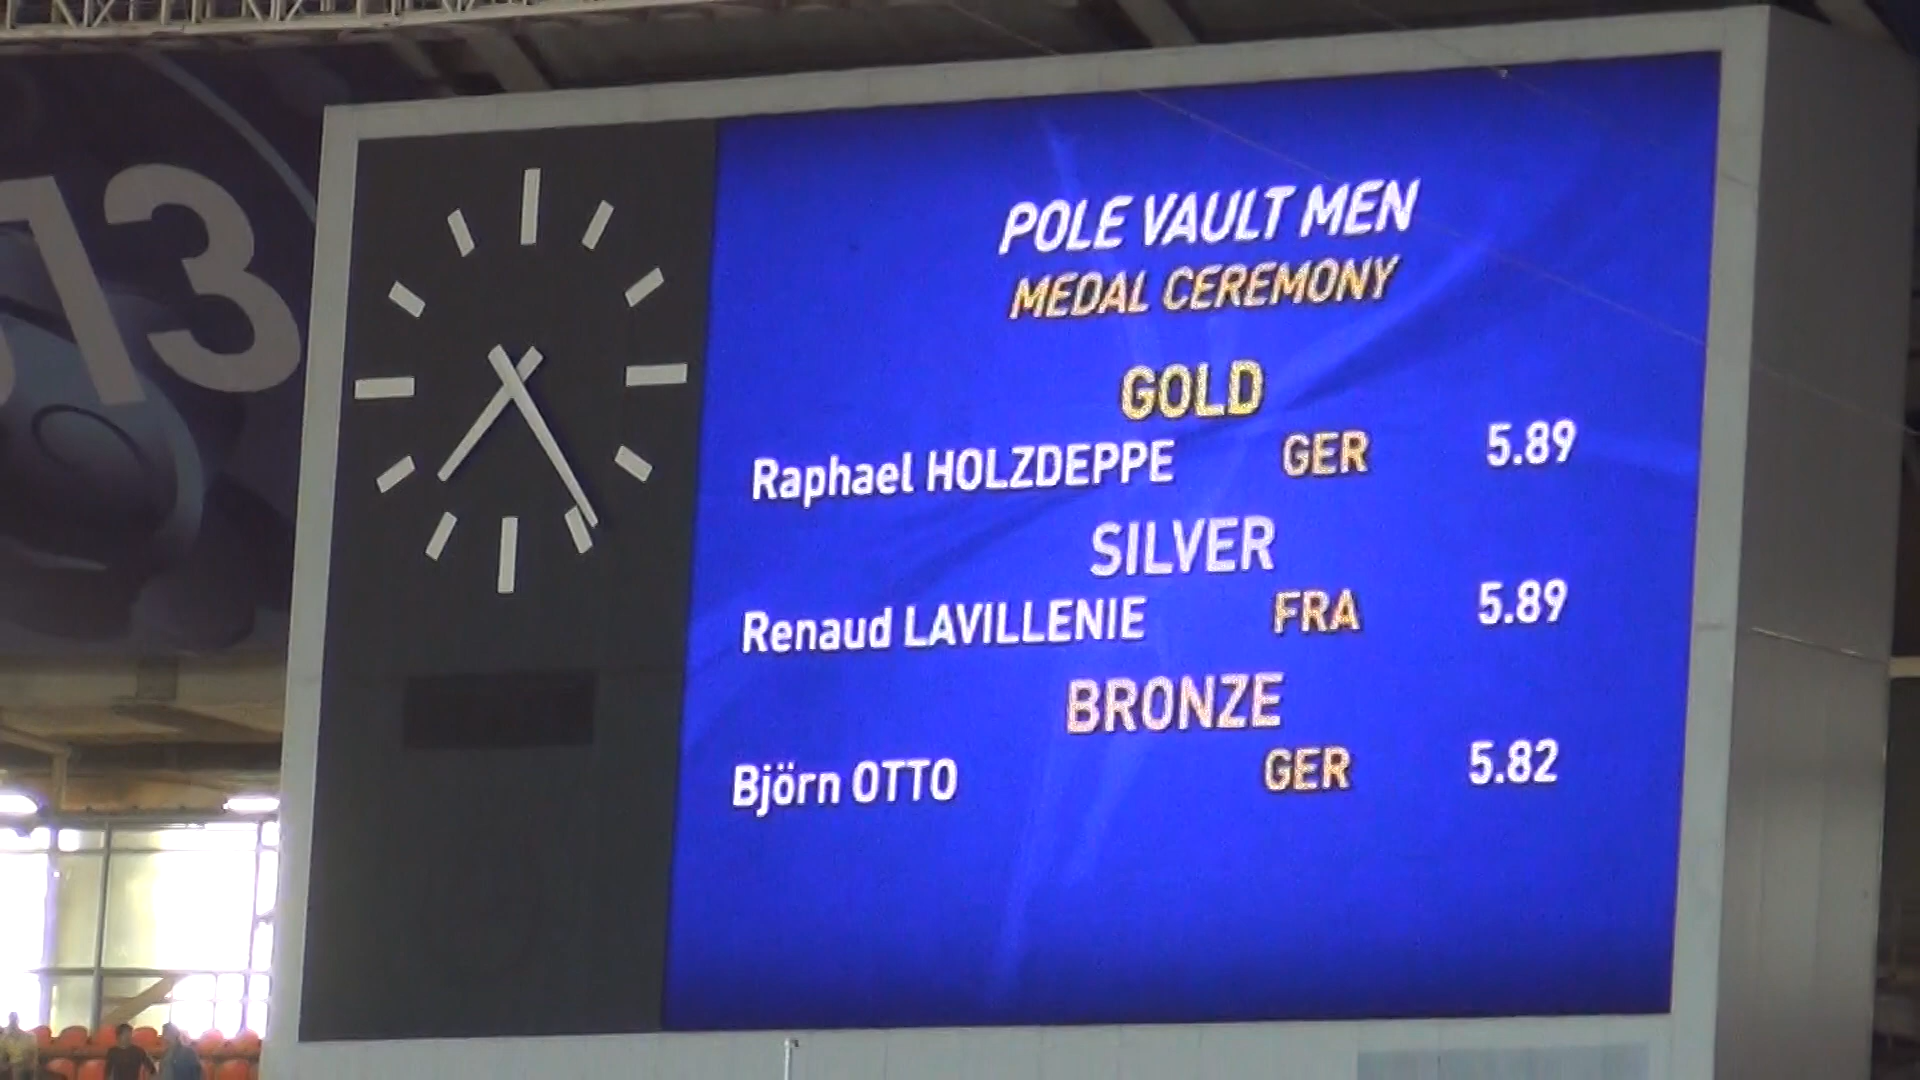 13
POLE VAULT MEN
MEDAL CEREMONY
GOLD
Raphael HOLZDEPPE GER 5.89
SILVER
Renaud LAVILLENIE FRA 5.89
BRONZE
Björn OTTO GER 5.82